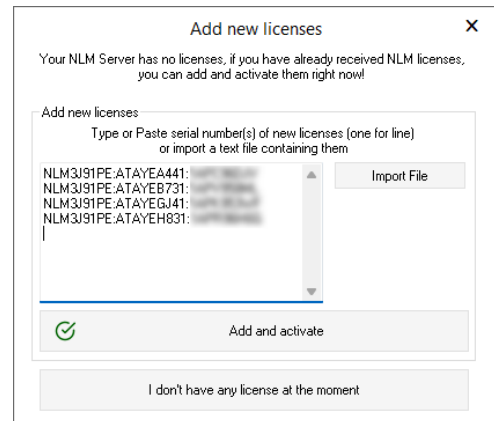 Add new licenses
Your NLM Server has no licenses, if you have already received NLM licenses,
you can add and activate them right now!
Add new licenses
Type or Paste serial number(s) of new licenses (one for line)
or import a text file containing them
NLM3J91PE:ATAYEA441:
NLM3J91PE:ATAYEB731:
NLM3J91PE:ATAYEGJ41:
NLM3J91PE:ATAYEH831:
Import File
Add and activate
I don't have any license at the moment